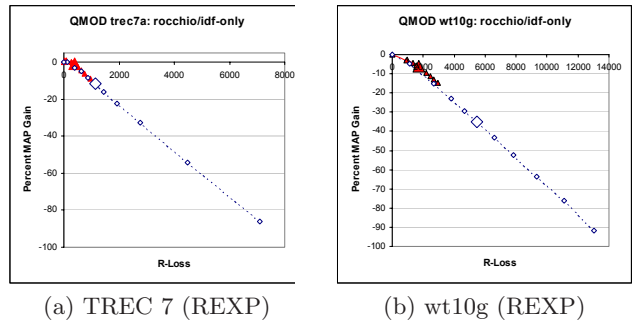 QMOD trec7a: rocchio/idf-only
0
-20
-40
-60
-80
-100
0 2000 4000 6000 8000
Percent MAP Gain
R-Loss
(a) TREC 7 (REXP)
QMOD wt10g: rocchio/idf-only
0
-10
-20
-30
-40
-50
-60
-70
-80
-90
-100
0 2000 4000 6000 8000 10000 12000 14000
Percent MAP Gain
R-Loss
(b) wt10g (REXP)